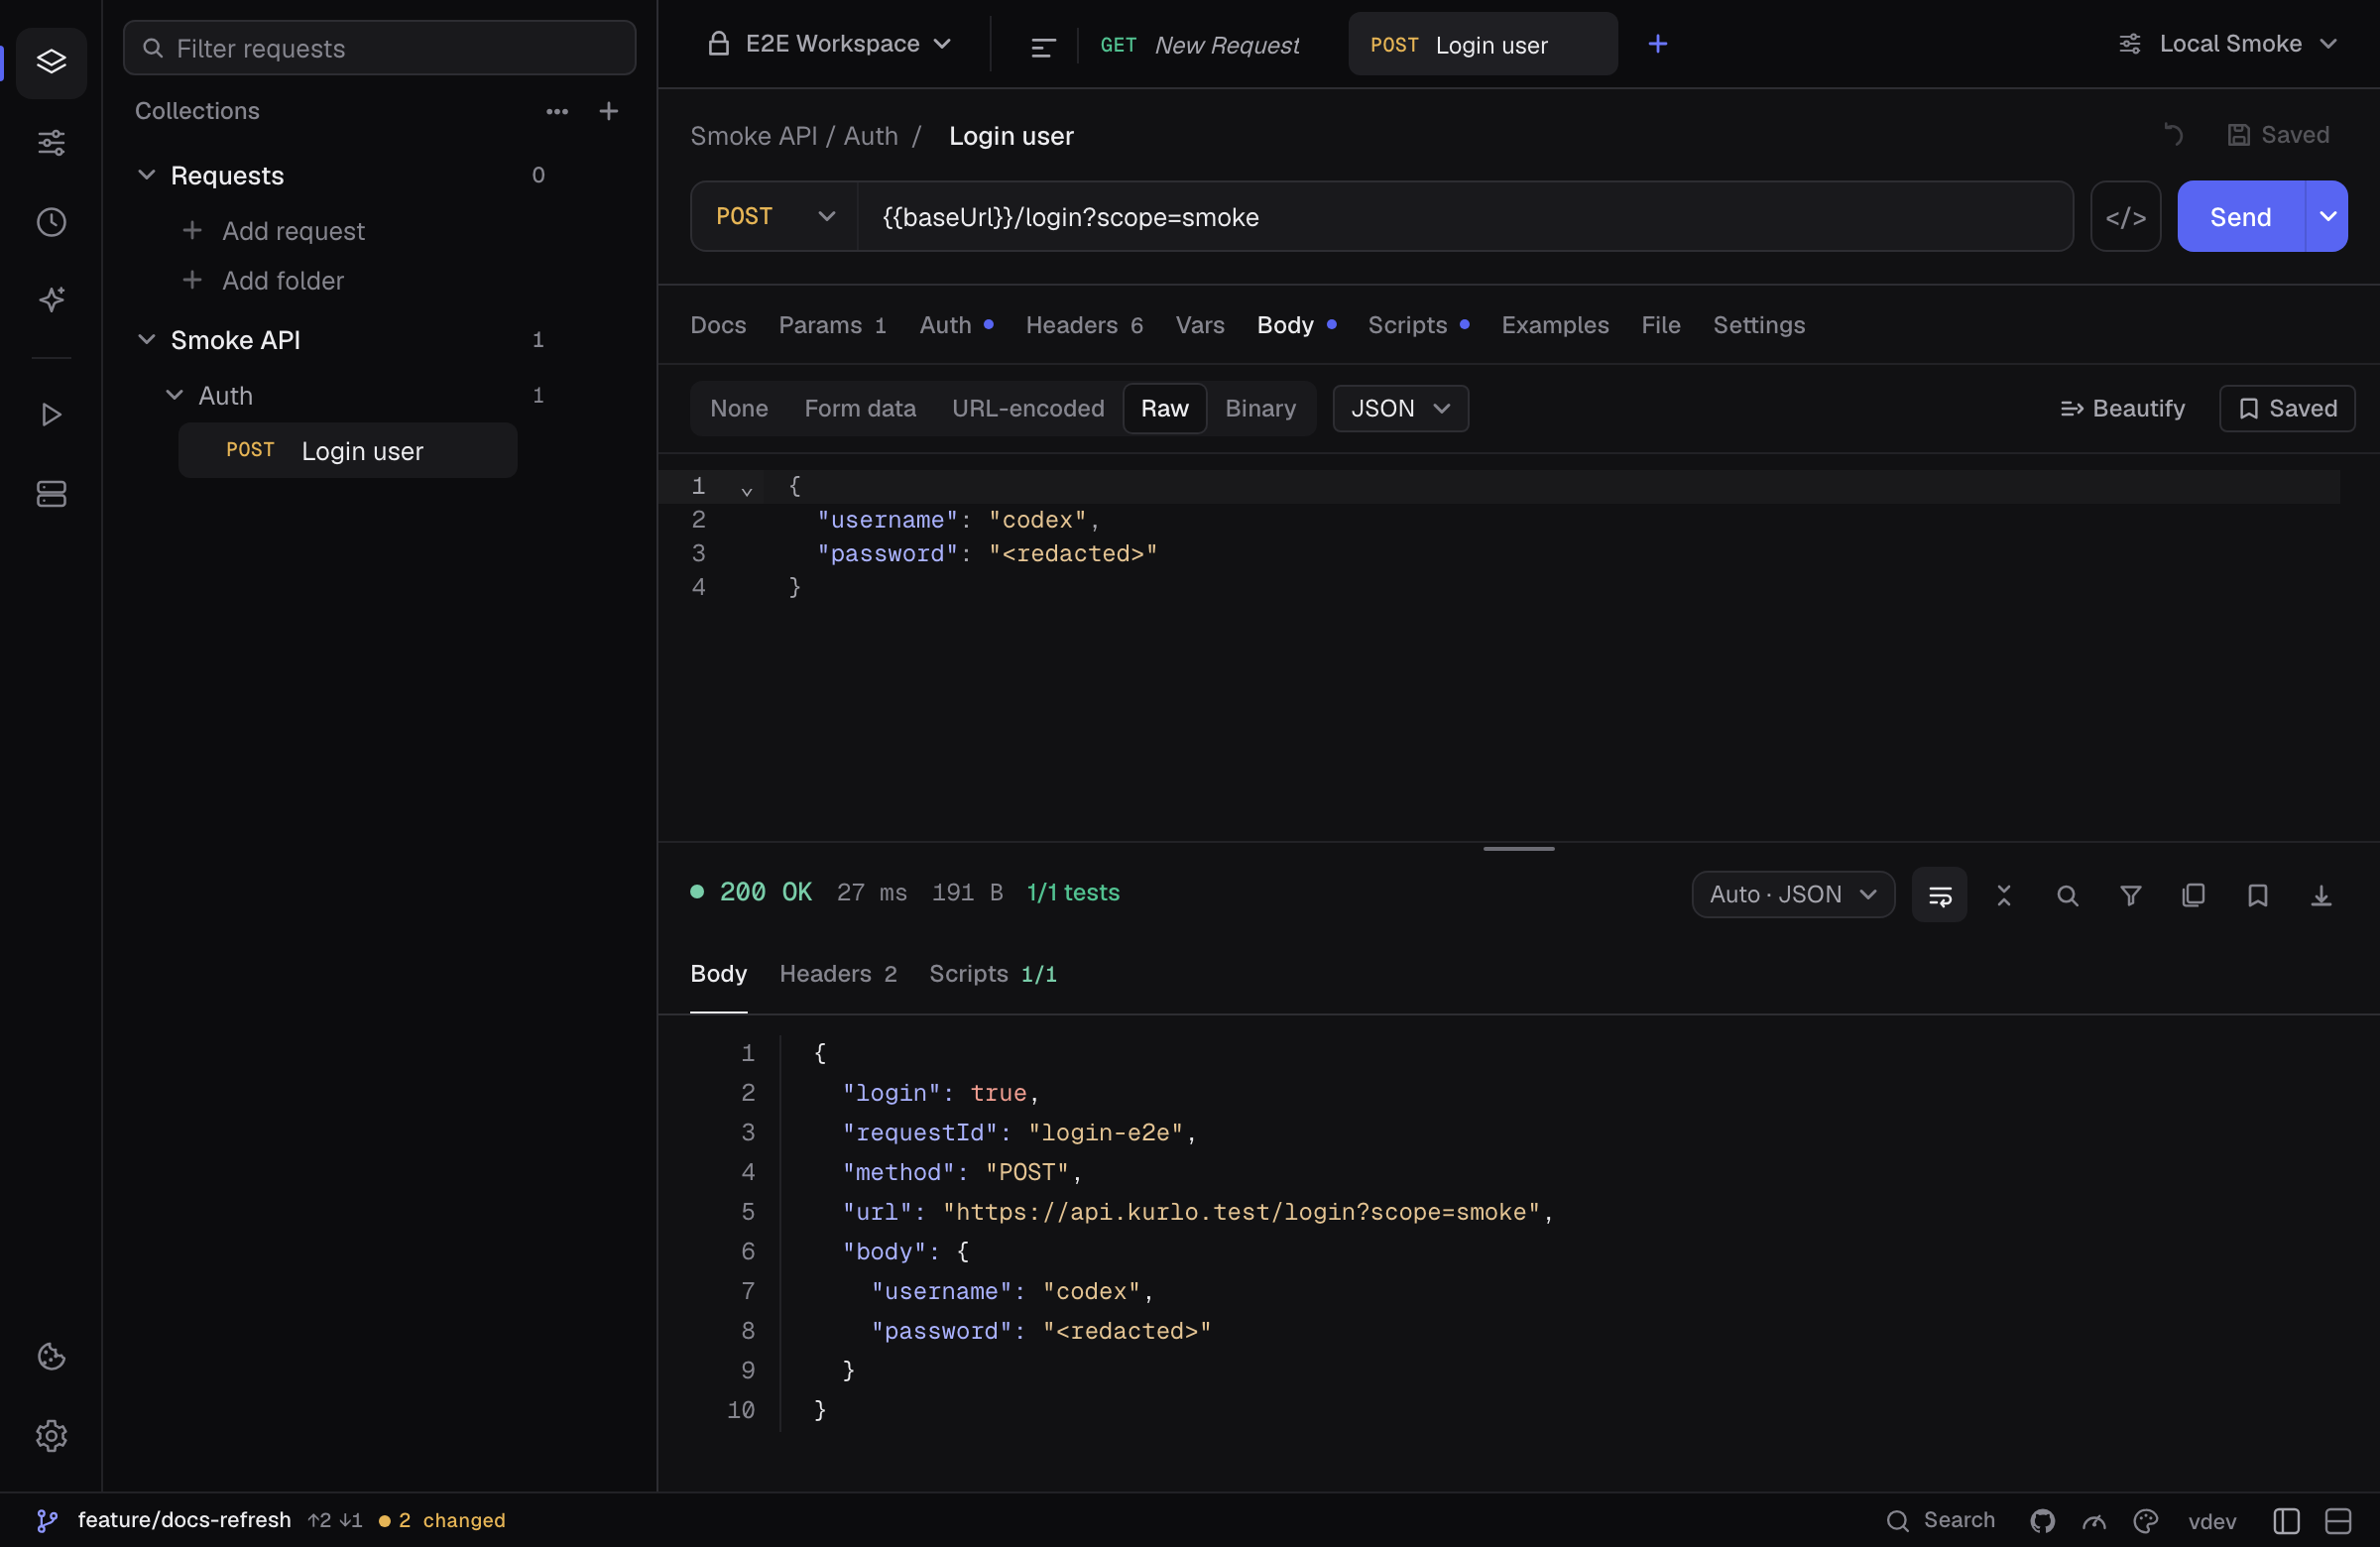 Filter requests
Collections
Requests 0
Add request
Add folder
Smoke API 1
Auth 1
POST Login user
E2E Workspace
GET New Request
POST Login user
Local Smoke
Smoke API / Auth / Login user
Saved
POST {{baseUrl}}/login?scope=smoke
</>
Send
Docs Params 1 Auth Headers 6 Vars Body Scripts Examples File Settings
None Form data URL-encoded Raw Binary JSON
Beautify Saved
1 {
2 "username": "codex",
3 "password": "<redacted>"
4 }
200 OK 27 ms 191 B 1/1 tests
Auto · JSON
Body Headers 2 Scripts 1/1
1 {
2 "login": true,
3 "requestId": "login-e2e",
4 "method": "POST",
5 "url": "https://api.kurlo.test/login?scope=smoke",
6 "body": {
7 "username": "codex",
8 "password": "<redacted>"
9 }
10 }
feature/docs-refresh ↑2 ↓1 2 changed
Search
vdev